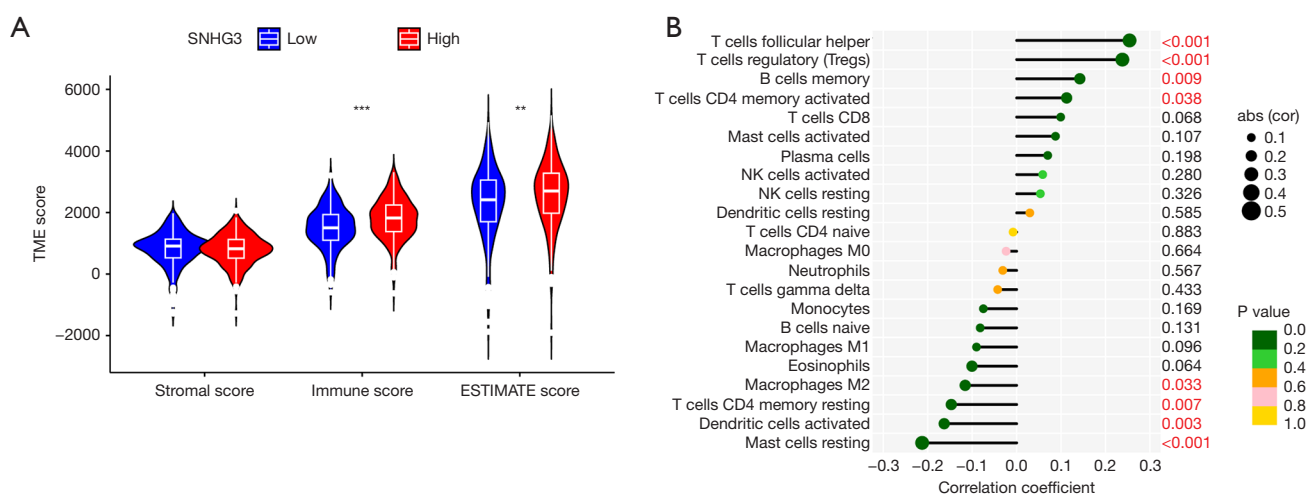 A
SNHG3 Low High
TME score
6000
4000
2000
0
−2000
*** **
Stromal score Immune score ESTIMATE score
B
T cells follicular helper <0.001
T cells regulatory (Tregs) <0.001
B cells memory 0.009
T cells CD4 memory activated 0.038
T cells CD8 0.068
Mast cells activated 0.107
Plasma cells 0.198
NK cells activated 0.280
NK cells resting 0.326
Dendritic cells resting 0.585
T cells CD4 naive 0.883
Macrophages M0 0.664
Neutrophils 0.567
T cells gamma delta 0.433
Monocytes 0.169
B cells naive 0.131
Macrophages M1 0.096
Eosinophils 0.064
Macrophages M2 0.033
T cells CD4 memory resting 0.007
Dendritic cells activated 0.003
Mast cells resting <0.001
−0.3 −0.2 −0.1 0.0 0.1 0.2 0.3
Correlation coefficient
abs (cor)
0.1
0.2
0.3
0.4
0.5
P value
0.0
0.2
0.4
0.6
0.8
1.0